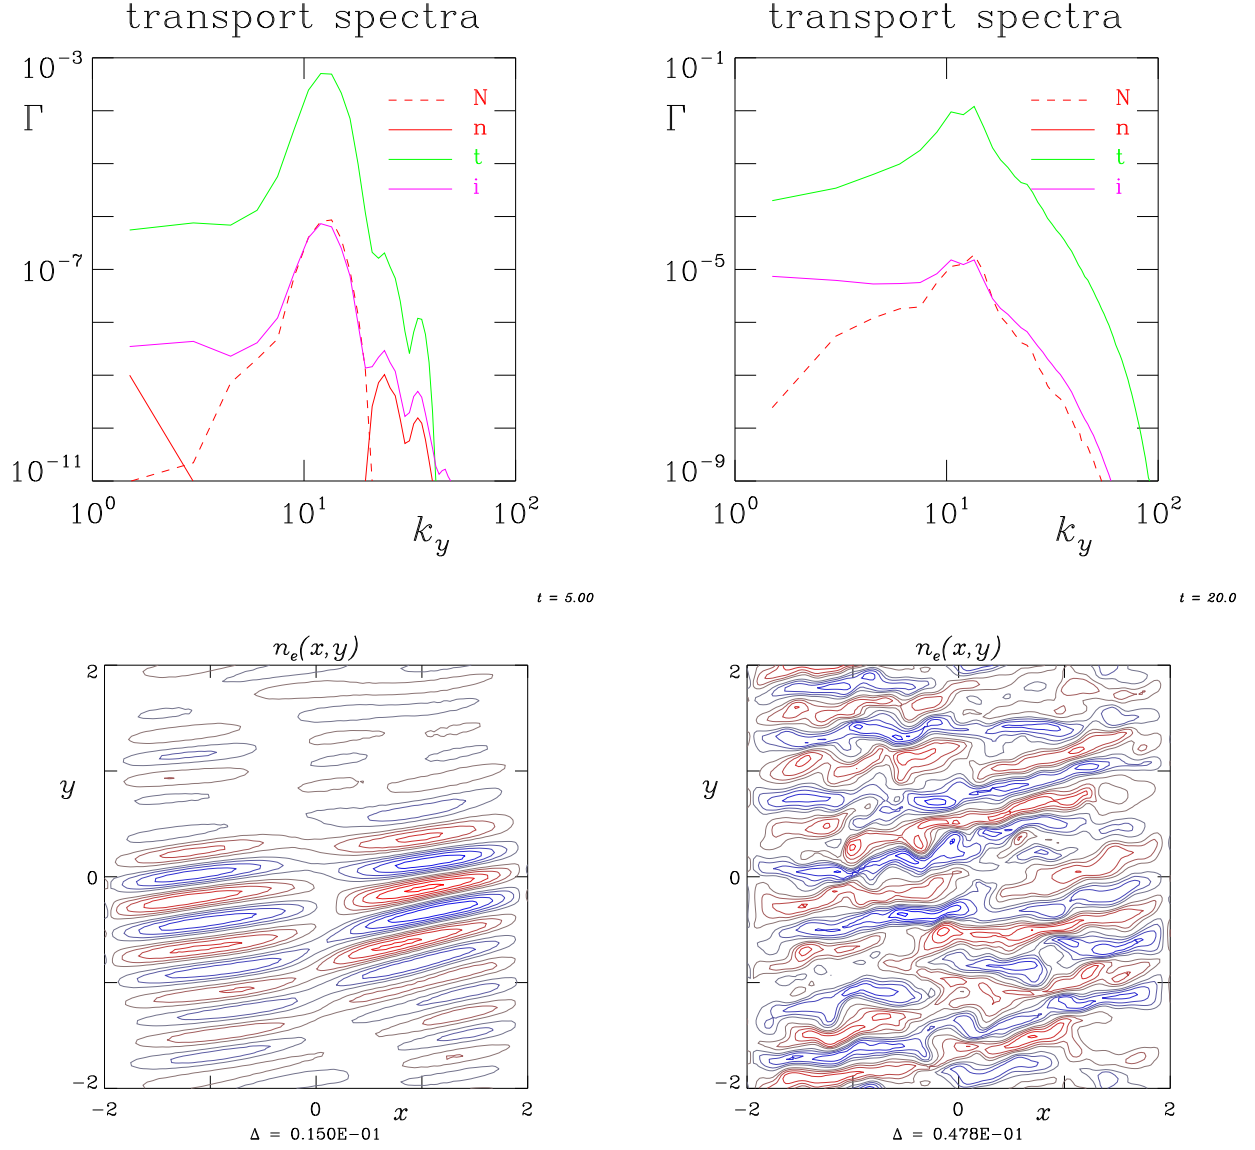 transport spectra
10^-3
Γ
10^-7
10^-11
10^0
10^1
10^2
k_y
N
n
t
i
transport spectra
10^-1
Γ
10^-5
10^-9
10^0
10^1
10^2
k_y
N
n
t
i
t = 5.00
t = 20.0
n_e(x,y)
2
y
0
−2
−2
0
x
2
Δ = 0.150E−01
n_e(x,y)
2
y
0
−2
−2
0
x
2
Δ = 0.478E−01